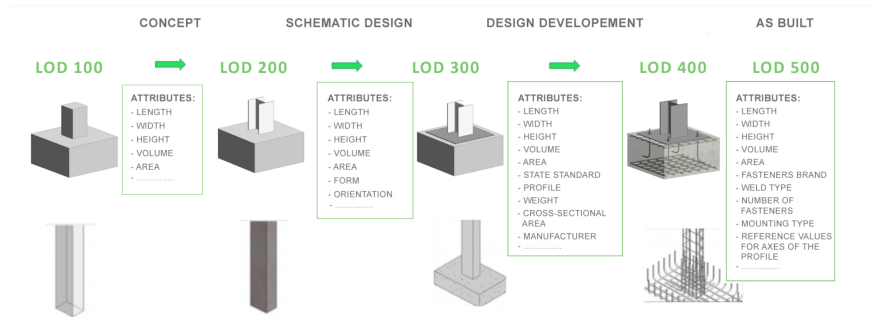 CONCEPT
SCHEMATIC DESIGN
DESIGN DEVELOPEMENT
AS BUILT
LOD 100
LOD 200
LOD 300
LOD 400
LOD 500
ATTRIBUTES:
- LENGTH
- WIDTH
- HEIGHT
- VOLUME
- AREA
- ................
ATTRIBUTES:
- LENGTH
- WIDTH
- HEIGHT
- VOLUME
- AREA
- FORM
- ORIENTATION
- ................
ATTRIBUTES:
- LENGTH
- WIDTH
- HEIGHT
- VOLUME
- AREA
- STATE STANDARD
- PROFILE
- WEIGHT
- CROSS-SECTIONAL
AREA
- MANUFACTURER
- ................
ATTRIBUTES:
- LENGTH
- WIDTH
- HEIGHT
- VOLUME
- AREA
- FASTENERS BRAND
- WELD TYPE
- NUMBER OF
FASTENERS
- MOUNTING TYPE
- REFERENCE VALUES
FOR AXES OF THE
PROFILE
- ................